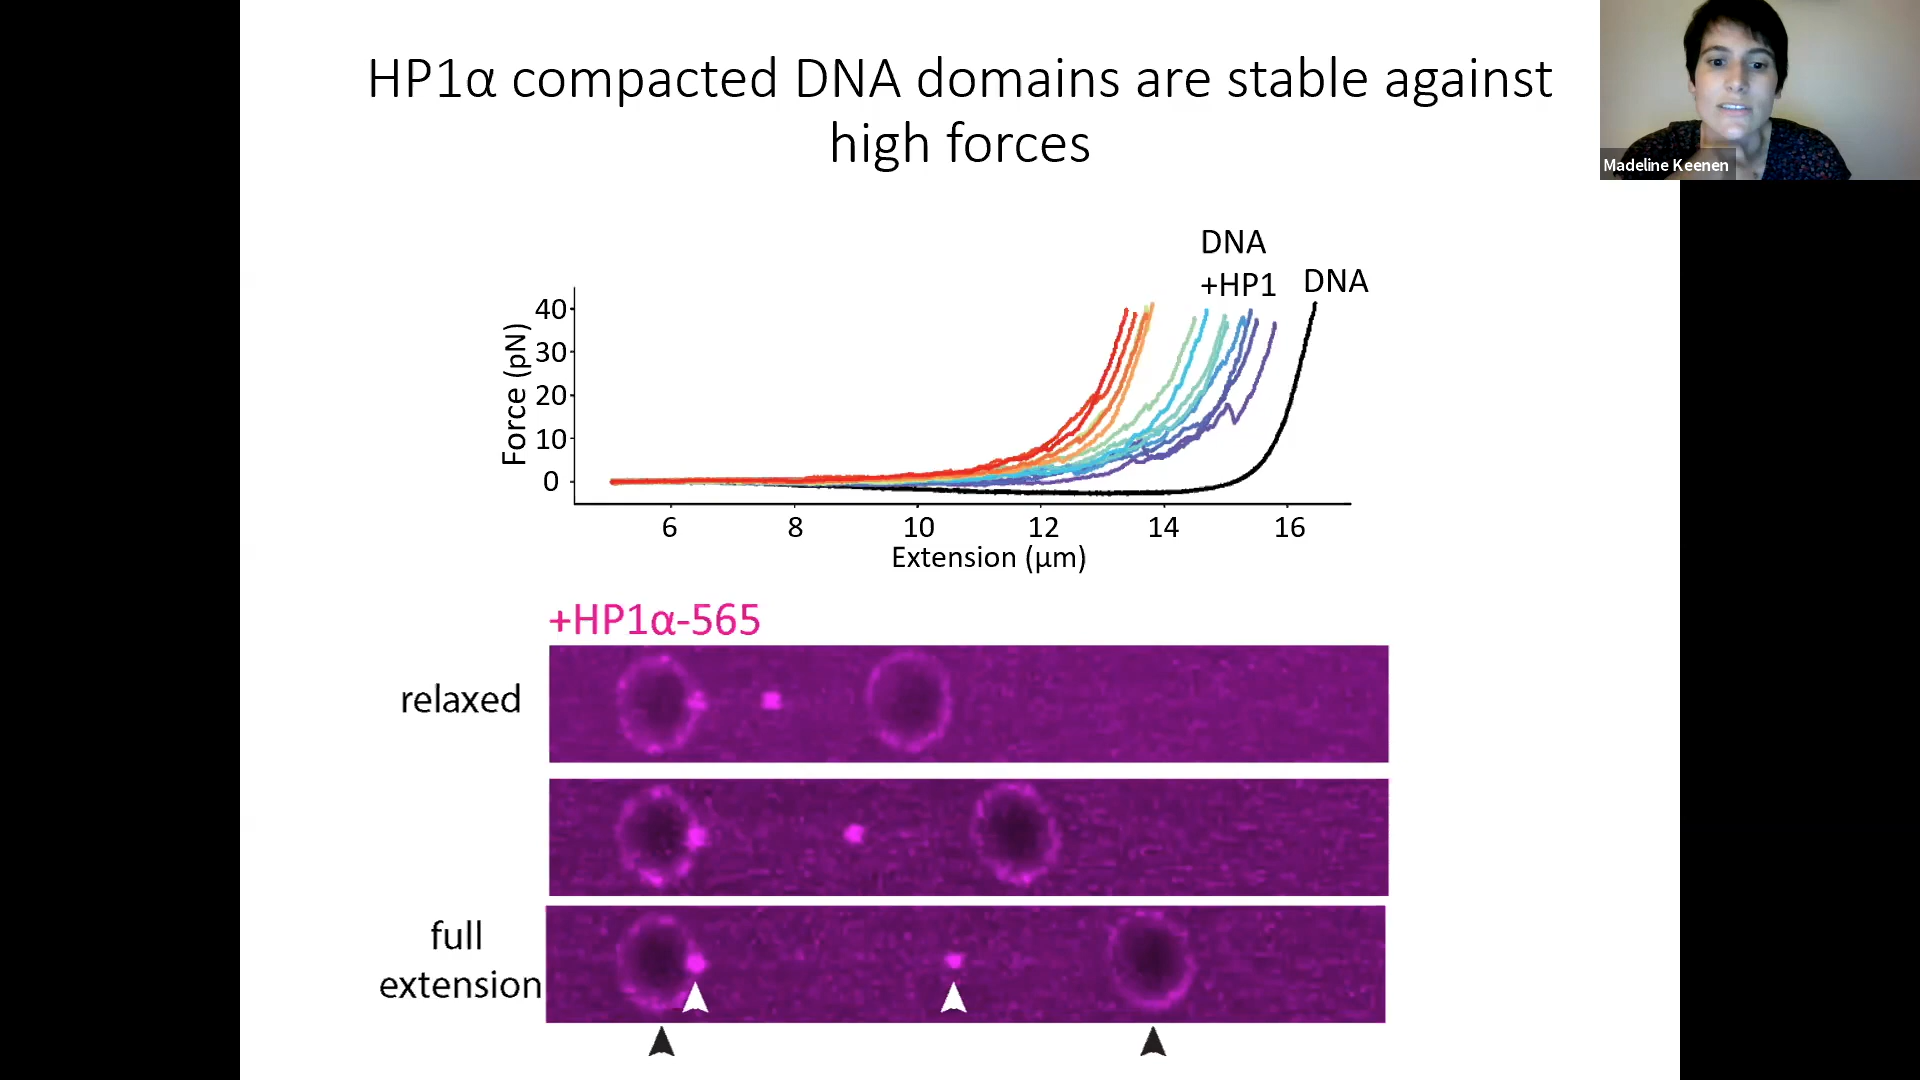 HP1α compacted DNA domains are stable against
high forces
Madeline Keenen
DNA
+HP1
DNA
Force (pN)
40
30
20
10
0
6 8 10 12 14 16
Extension (μm)
+HP1α-565
relaxed
full
extension